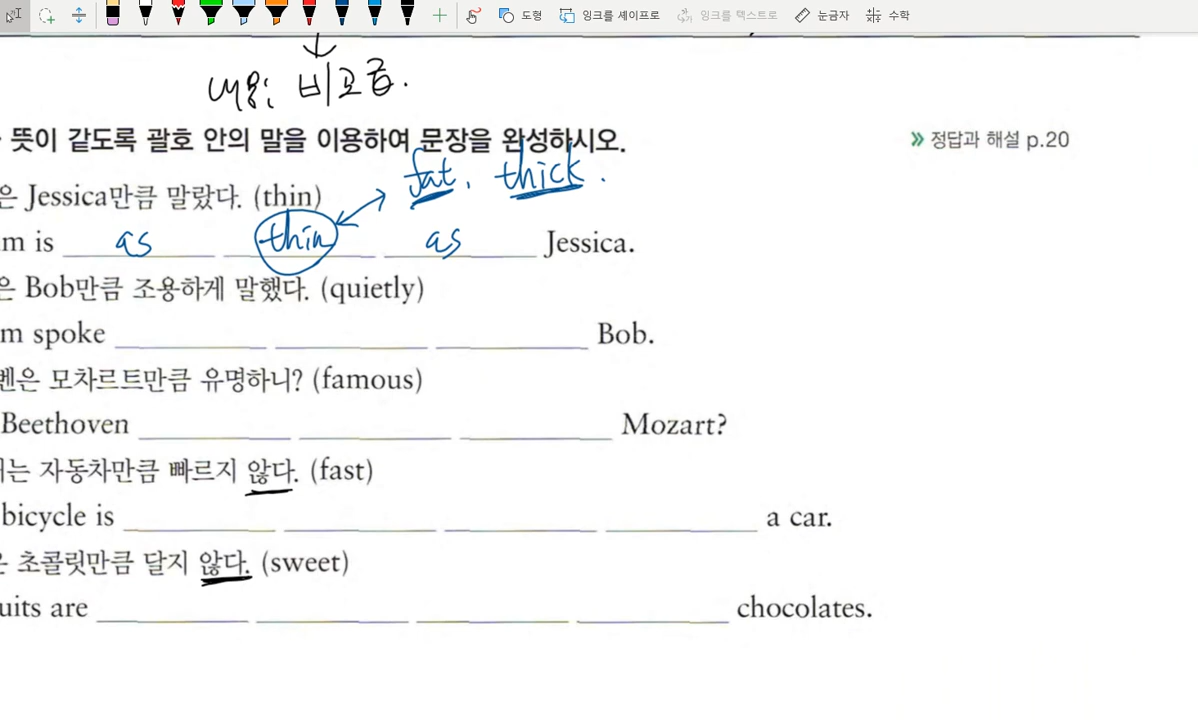 도형 잉크를 셰이프로 잉크를 텍스트로 눈금자 수학
내용: 비교급.
뜻이 같도록 괄호 안의 말을 이용하여 문장을 완성하시오.
» 정답과 해설 p.20
fat, thick.
은 Jessica만큼 말랐다. (thin)
m is as thin as Jessica.
은 Bob만큼 조용하게 말했다. (quietly)
m spoke Bob.
벤은 모차르트만큼 유명하니? (famous)
Beethoven Mozart?
는 자동차만큼 빠르지 않다. (fast)
bicycle is a car.
은 초콜릿만큼 달지 않다. (sweet)
uits are chocolates.